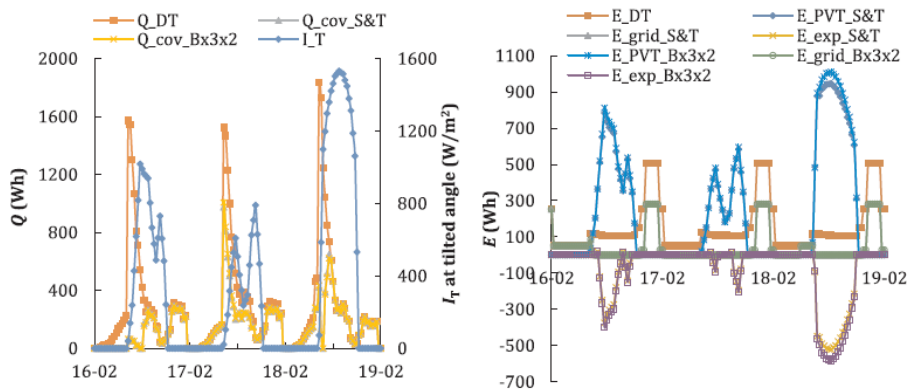 Q_DT Q_cov_S&T
Q_cov_Bx3x2 I_T
2000 1600
1600
1200
1200
800
800
400
400
0 0
16-02 17-02 18-02 19-02
Q (Wh)
I_T at tilted angle (W/m²)
E_DT E_PVT_S&T
E_grid_S&T E_exp_S&T
E_PVT_Bx3x2 E_grid_Bx3x2
E_exp_Bx3x2
1100
900
700
500
300
100
-100
-300
-500
-700
16-02 17-02 18-02 19-02
E (Wh)